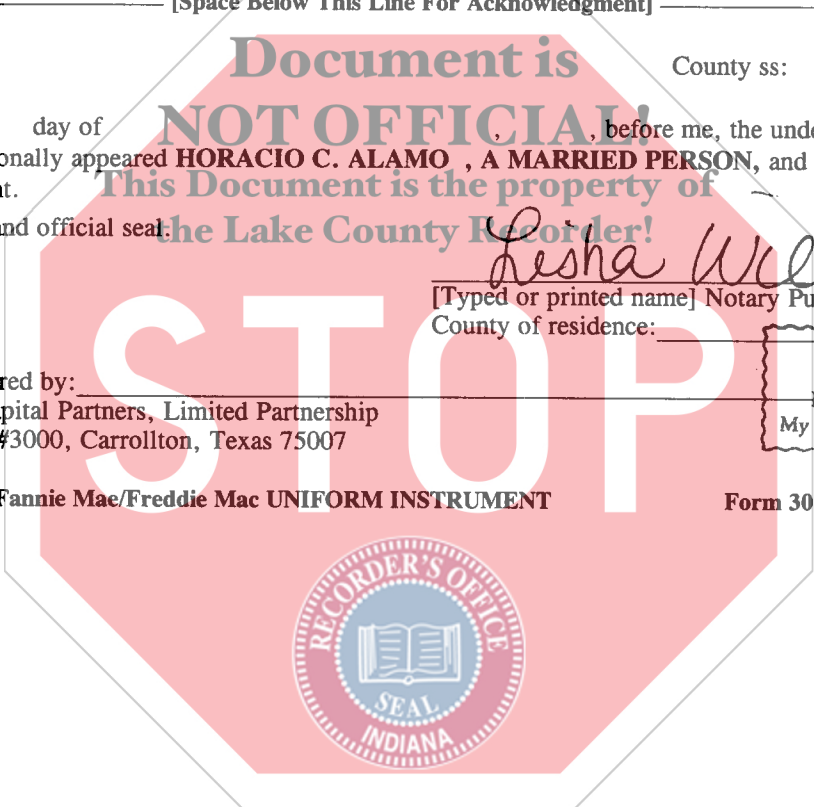 [Space Below This Line For Acknowledgment]
Document is
County ss:
NOT OFFICIAL!
day of , , before me, the unde
onally appeared HORACIO C. ALAMO , A MARRIED PERSON, and
This Document is the property of
nt.
and official seal.
the Lake County Recorder!
Lisha
[Typed or printed name] Notary Pu
County of residence:
STOP
red by:
pital Partners, Limited Partnership
#3000, Carrollton, Texas 75007
My
Fannie Mae/Freddie Mac UNIFORM INSTRUMENT Form 30
RECORDER'S OFFICE
SEAL
INDIANA